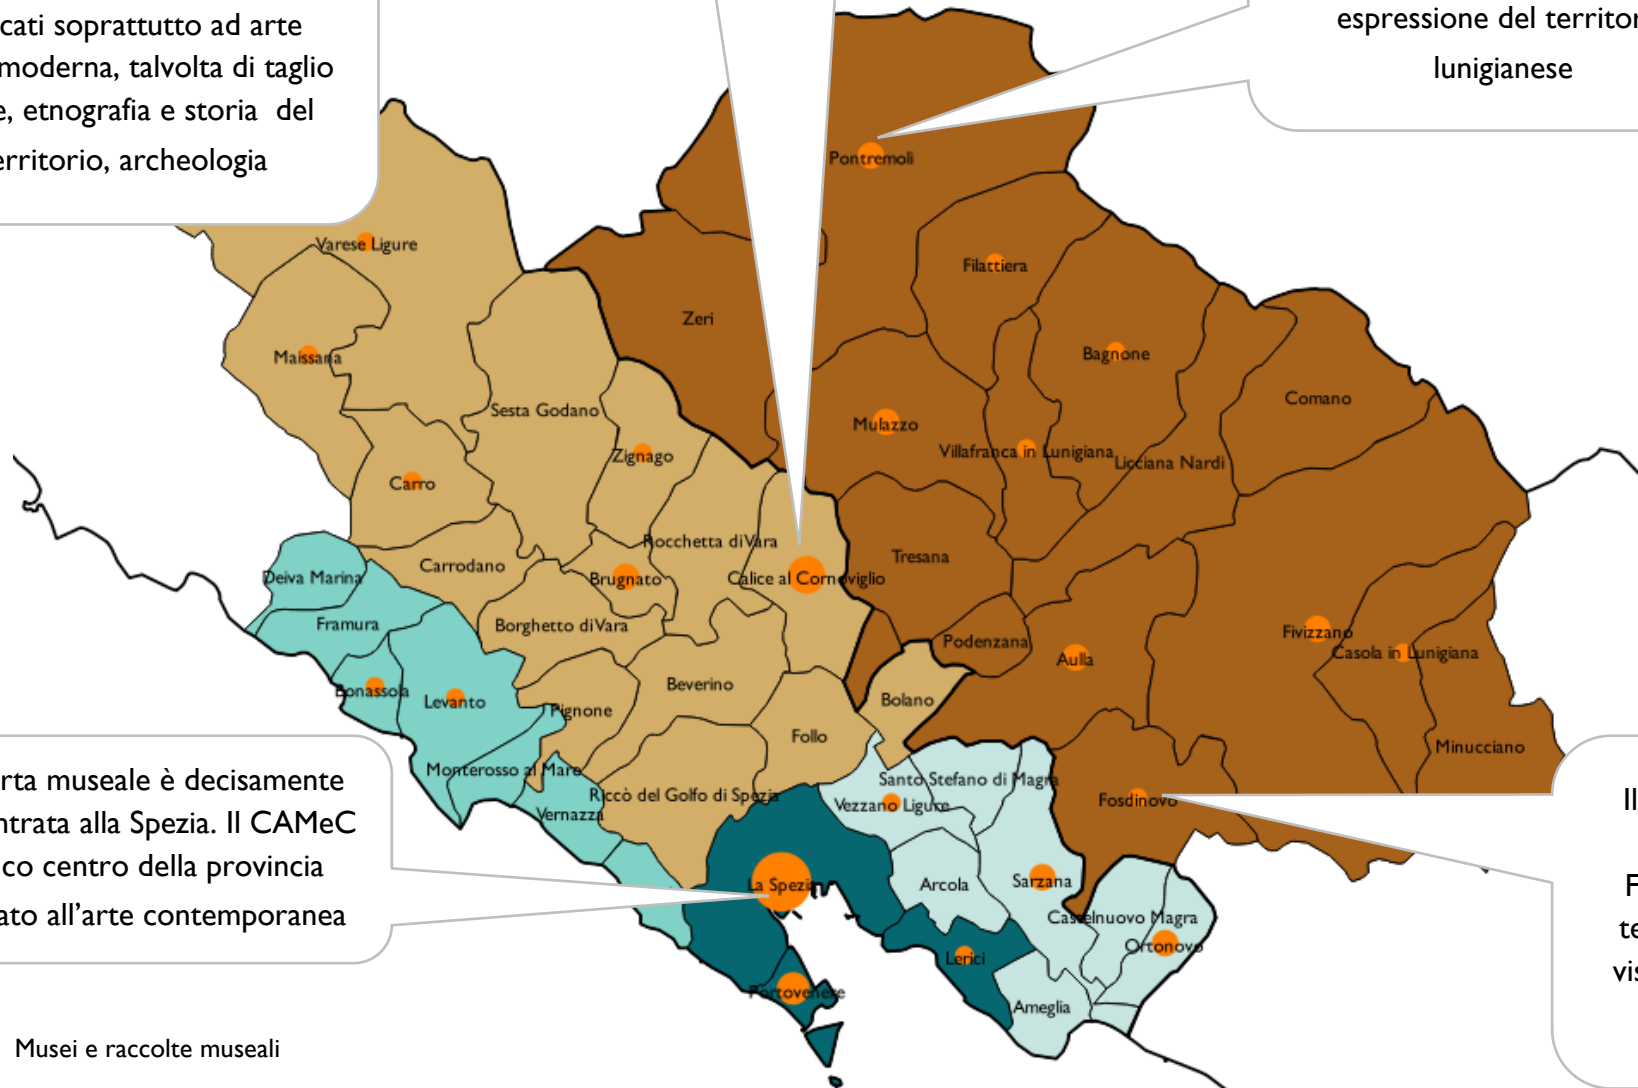 cati soprattutto ad arte
moderna, talvolta di taglio
e, etnografia e storia del
erritorio, archeologia
espressione del territor
lunigianese
Pontremoli
Varese Ligure
Filattiera
Zeri
Maissana
Bagnone
Comano
Sesta Godano
Mulazzo
Zignago
Villafranca in Lunigiana
Licciana Nardi
Carro
Rocchetta di Vara
Tresana
Carrodano
Deiva Marina
Brugnato
Calice al Cornoviglio
Framura
Borghetto di Vara
Podenzana
Fivizzano
Casola in Lunigiana
Aulla
Bonassola
Levanto
Beverino
Bolano
Pignone
Follo
Minucciano
Monterosso al Mare
Santo Stefano di Magra
Riccò del Golfo di Spezia
Vezzano Ligure
Fosdinovo
Vernazza
rta museale è decisamente
ntrata alla Spezia. Il CAMeC
co centro della provincia
ato all'arte contemporanea
La Spezia
Arcola
Sarzana
Castelnuovo Magra
Ortonovo
Lerici
Portovenere
Ameglia
Il
F
te
vis
Musei e raccolte museali